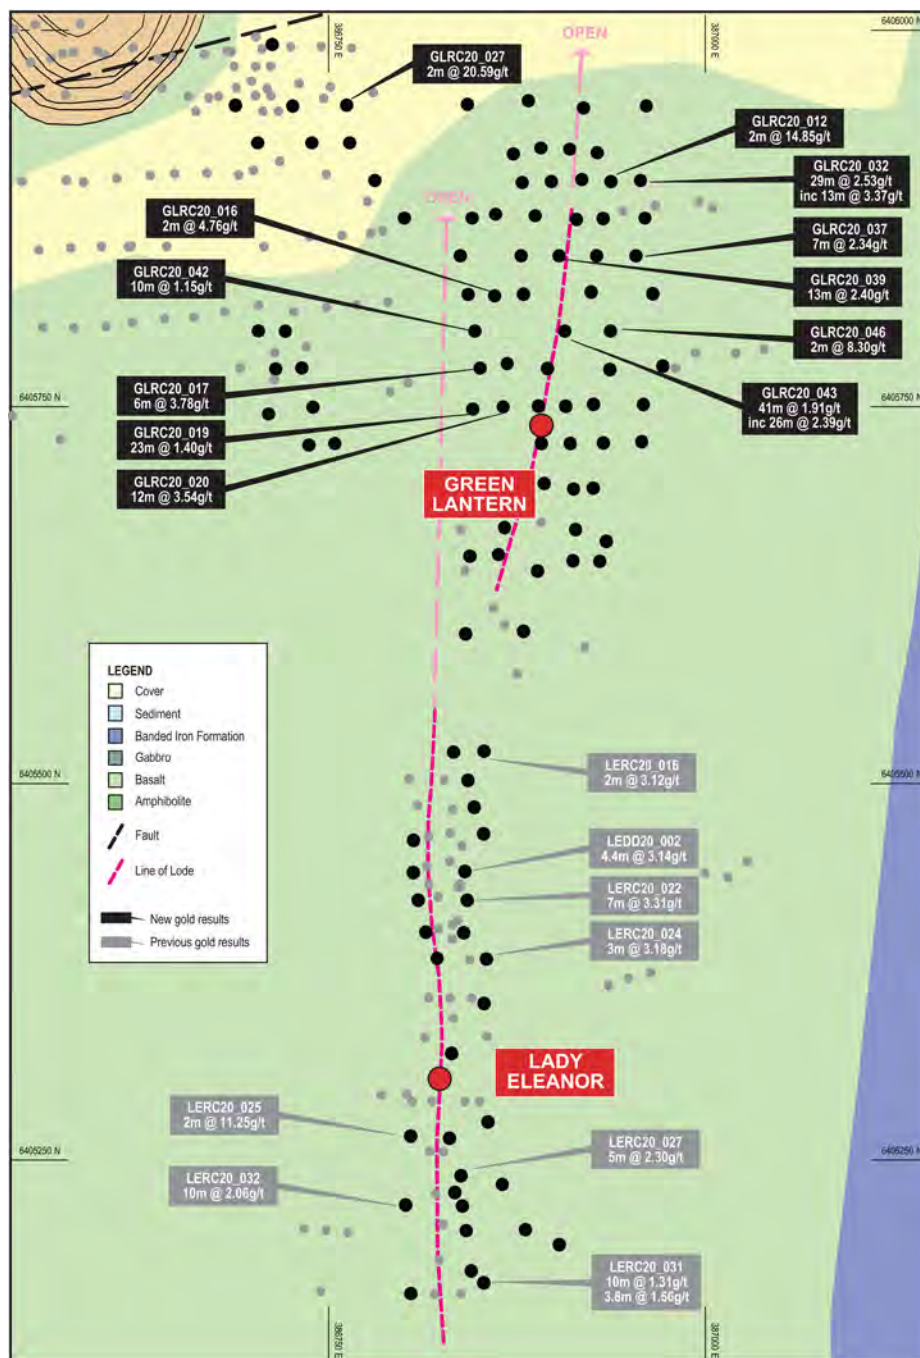 386750 E
387000 E
6406000 N
OPEN
GLRC20_027
2m @ 20.59g/t
GLRC20_012
2m @ 14.85g/t
GLRC20_032
29m @ 2.53g/t
inc 13m @ 3.37g/t
OPEN
GLRC20_016
2m @ 4.76g/t
GLRC20_037
7m @ 2.34g/t
GLRC20_042
10m @ 1.15g/t
GLRC20_039
13m @ 2.40g/t
GLRC20_046
2m @ 8.30g/t
GLRC20_017
6m @ 3.78g/t
GLRC20_043
41m @ 1.91g/t
inc 26m @ 2.39g/t
6405750 N
6405750 N
GLRC20_019
23m @ 1.40g/t
GLRC20_020
12m @ 3.54g/t
GREEN
LANTERN
LEGEND
Cover
Sediment
Banded Iron Formation
Gabbro
Basalt
Amphibolite
Fault
Line of Lode
New gold results
Previous gold results
6405500 N
6405500 N
LERC20_016
2m @ 3.12g/t
LEDD20_002
4.4m @ 3.14g/t
LERC20_022
7m @ 3.31g/t
LERC20_024
3m @ 3.18g/t
LADY
ELEANOR
LERC20_025
2m @ 11.25g/t
LERC20_027
5m @ 2.30g/t
6405250 N
6405250 N
LERC20_032
10m @ 2.06g/t
LERC20_031
10m @ 1.31g/t
3.8m @ 1.56g/t
386750 E
387000 E